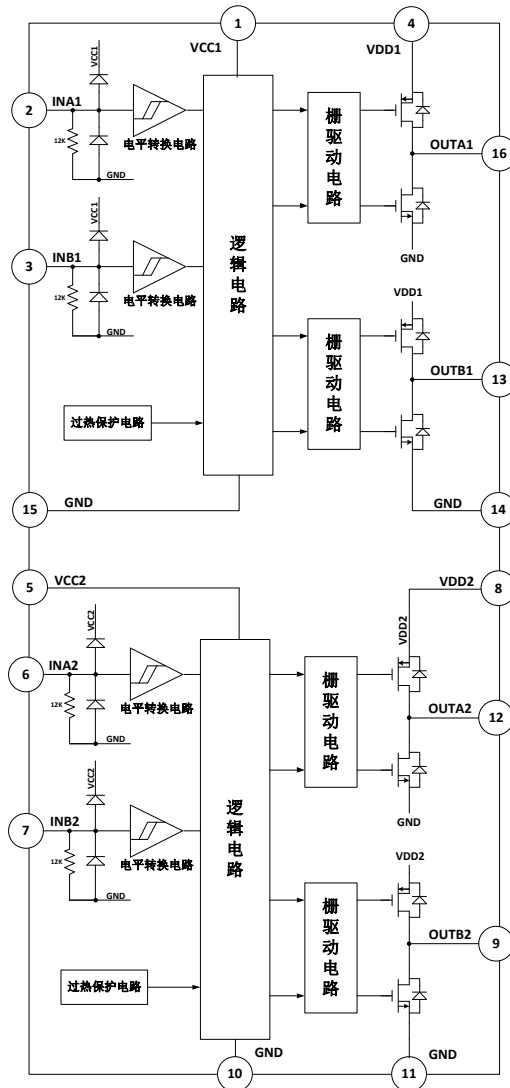 1
4
VCC1
VDD1
VCC1
2
INA1
12K
GND
电平转换电路
栅驱动电路
OUTA1
16
GND
VCC1
3
INB1
12K
GND
电平转换电路
逻辑电路
VDD1
栅驱动电路
OUTB1
13
过热保护电路
15
GND
GND
14
5
VCC2
VDD2
8
VCC2
VDD2
6
INA2
12K
GND
电平转换电路
栅驱动电路
OUTA2
12
GND
VCC2
7
INB2
12K
GND
电平转换电路
逻辑电路
VDD2
栅驱动电路
OUTB2
9
过热保护电路
GND
10
GND
11